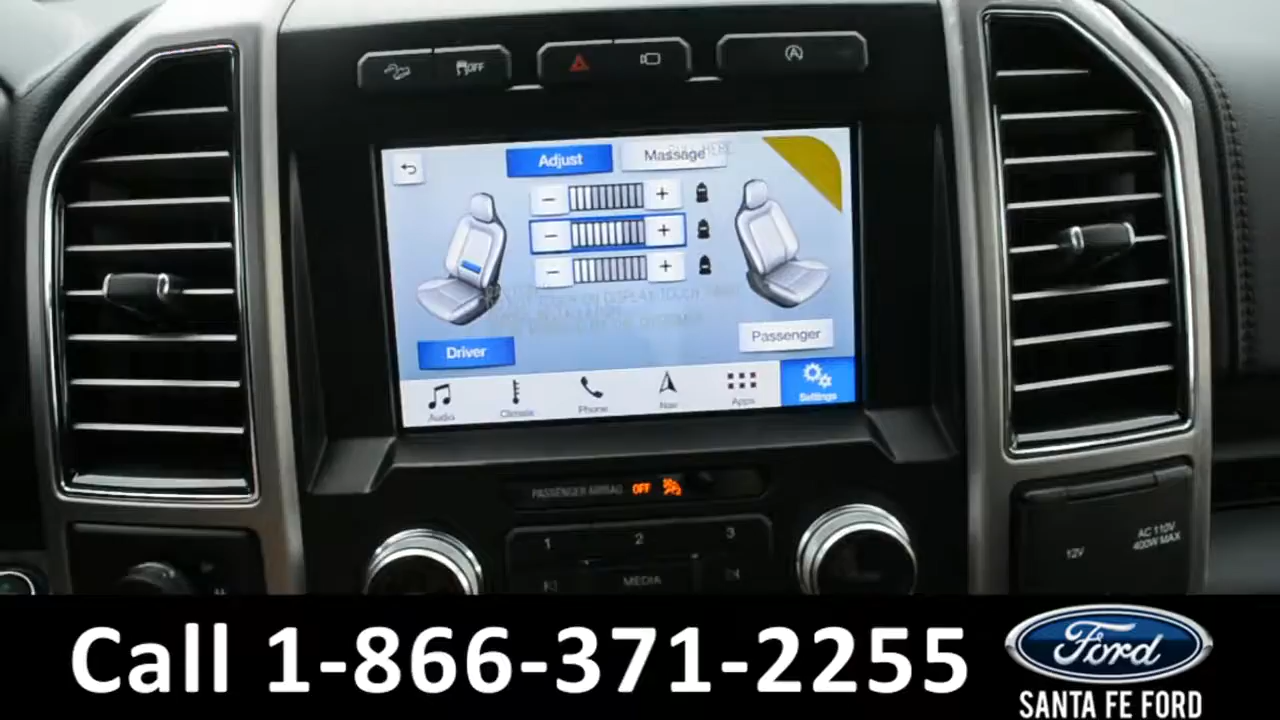 OFF
Adjust
Massage
Driver
Passenger
Audio
Climate
Phone
Nav
Apps
Settings
PASSENGER AIRBAG OFF
1
2
3
MEDIA
12V
AC 110V
400W MAX
Call 1-866-371-2255
Ford
SANTA FE FORD